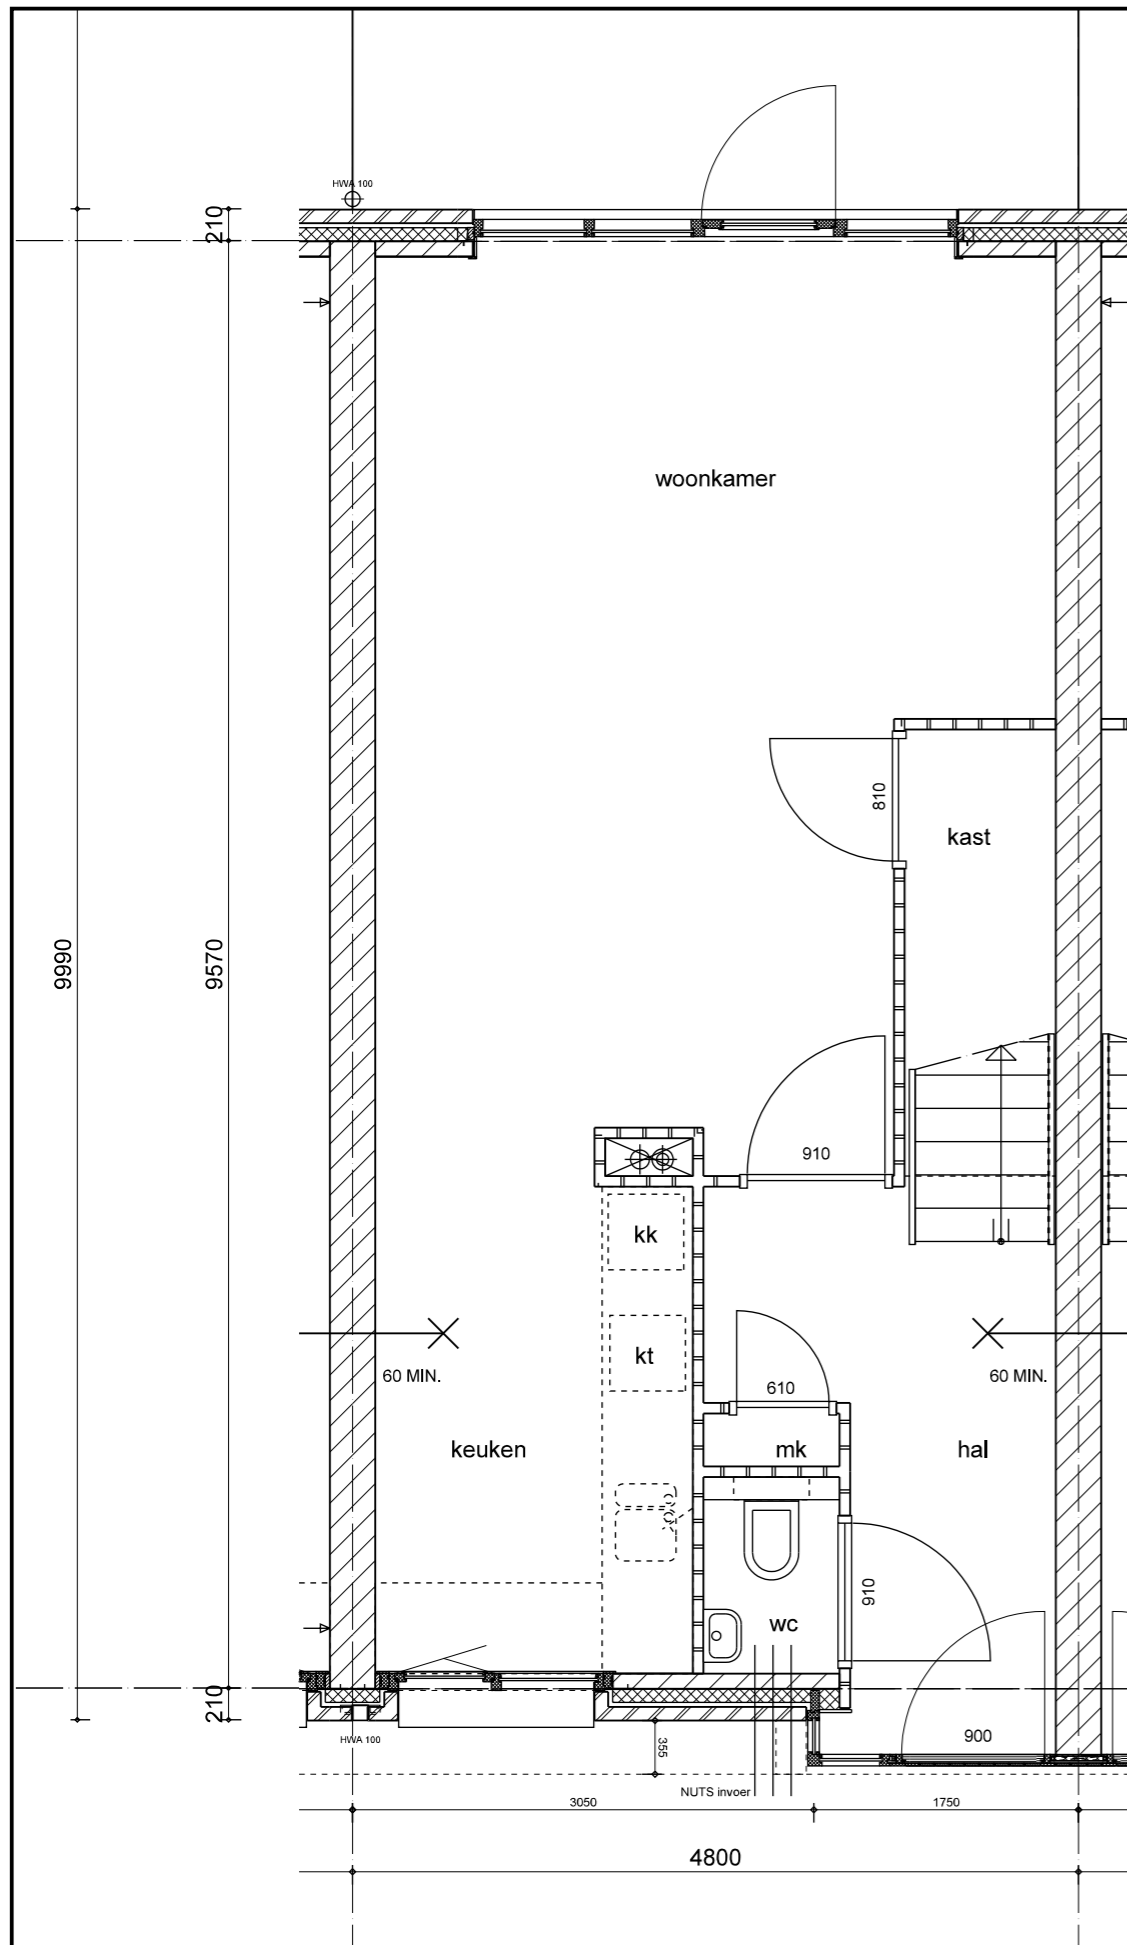 HWA 100
210
woonkamer
810
kast
9990
9570
910
kk
kt
60 MIN.
60 MIN.
610
keuken
mk
hal
910
wc
210
HWA 100
355
900
NUTS invoer
3050
1750
4800